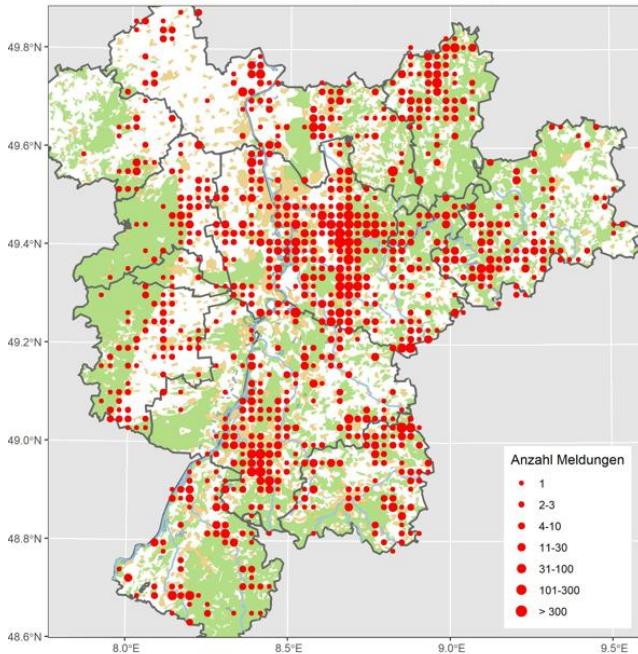 49.8°N
49.6°N
49.4°N
49.2°N
49.0°N
48.8°N
48.6°N
8.0°E
8.5°E
9.0°E
9.5°E
Anzahl Meldungen
1
2-3
4-10
11-30
31-100
101-300
> 300